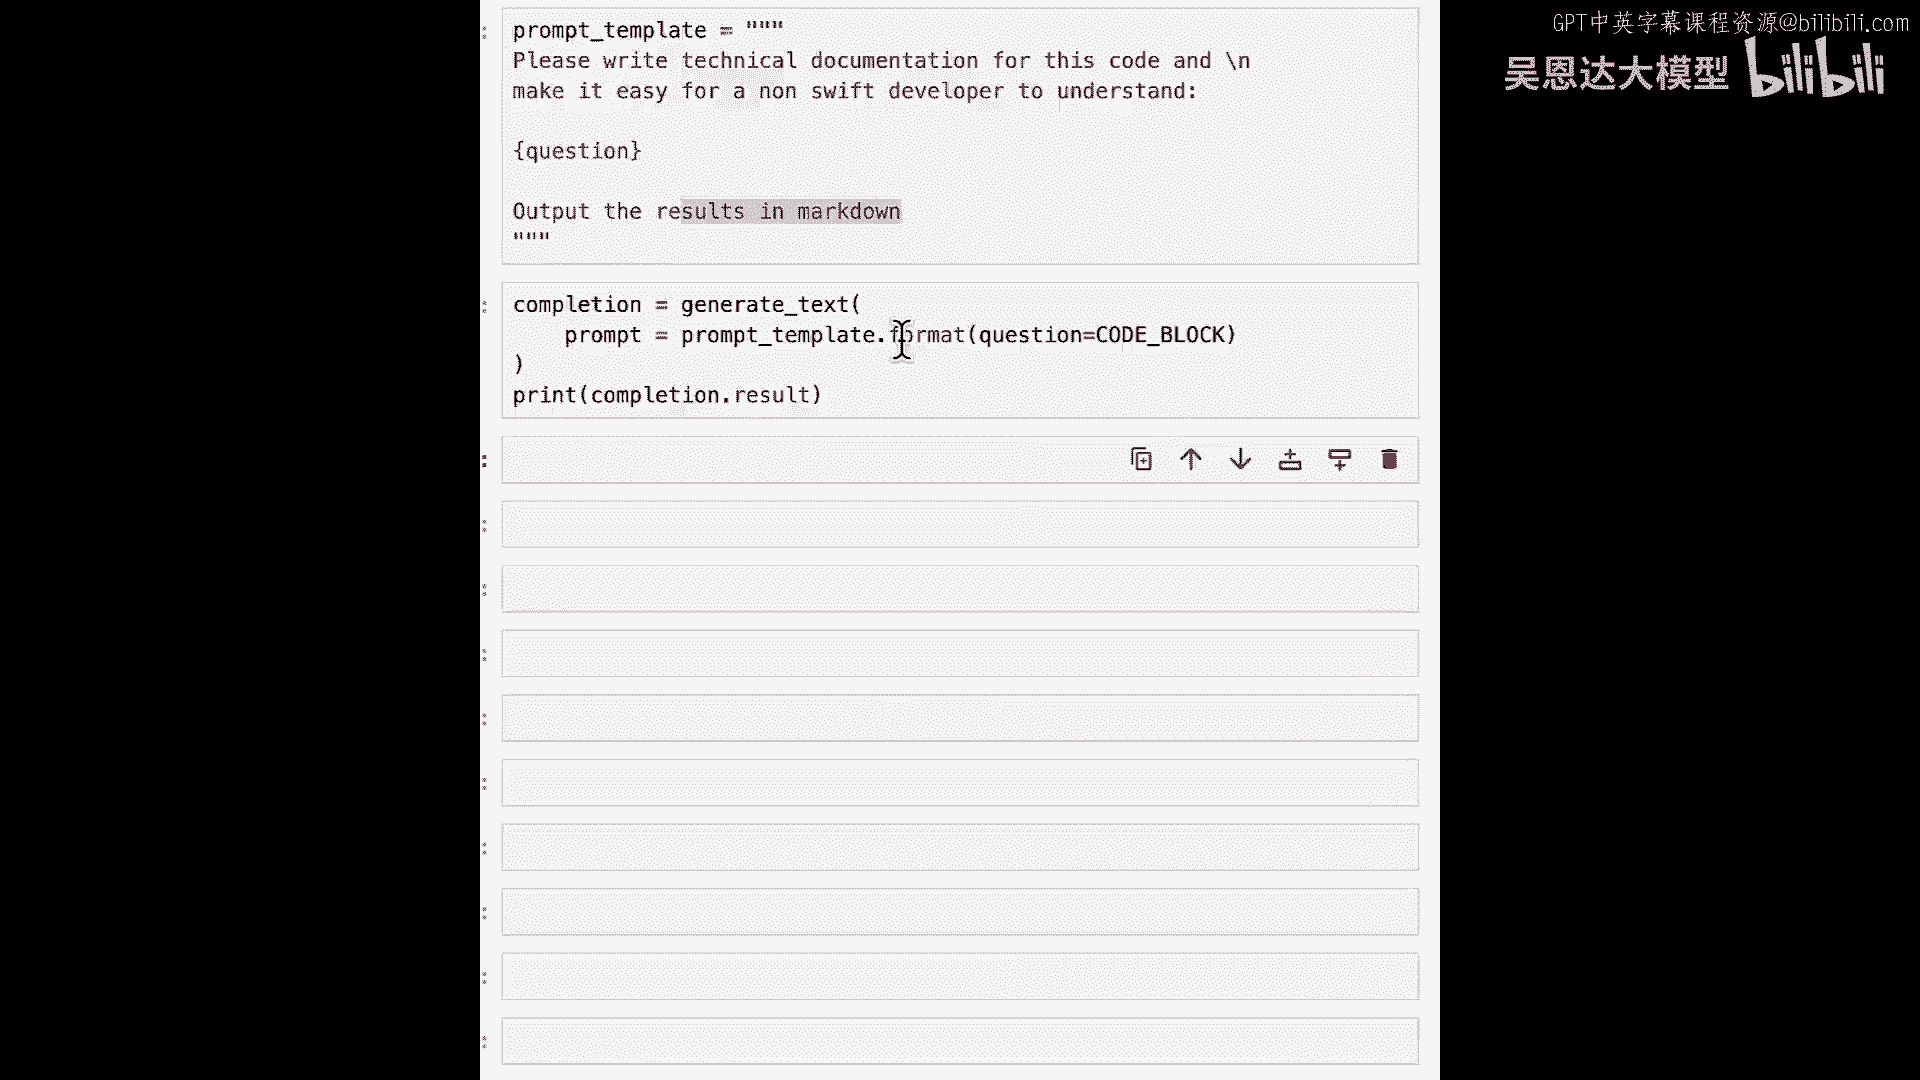 GPT中英字幕课程资源@bilibili.com
吴恩达大模型 bilibili
prompt_template = """
Please write technical documentation for this code and \n
make it easy for a non swift developer to understand:
{question}
Output the results in markdown
"""
completion = generate_text(
    prompt = prompt_template.format(question=CODE_BLOCK)
)
print(completion.result)